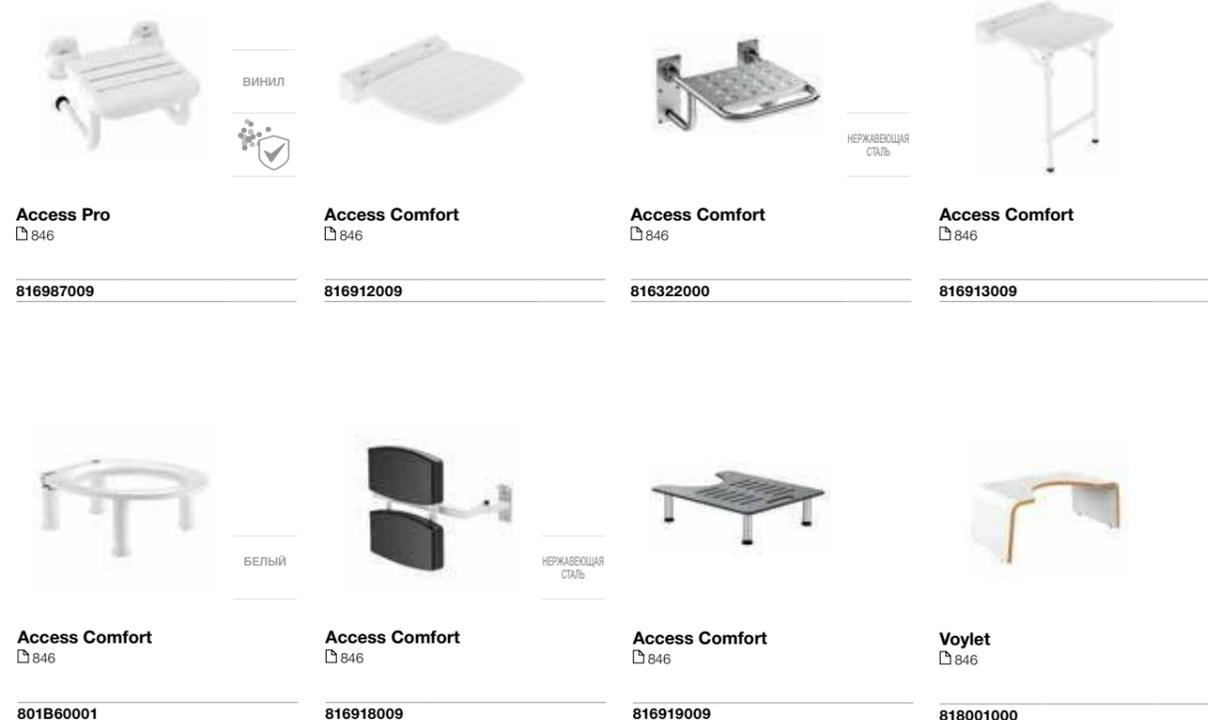 ВИНИЛ
НЕРЖАВЕЮЩАЯ
СТАЛЬ
Access Pro
846
816987009
Access Comfort
846
816912009
Access Comfort
846
816322000
Access Comfort
846
816913009
БЕЛЫЙ
НЕРЖАВЕЮЩАЯ
СТАЛЬ
Access Comfort
846
801B60001
Access Comfort
846
816918009
Access Comfort
846
816919009
Voylet
846
818001000